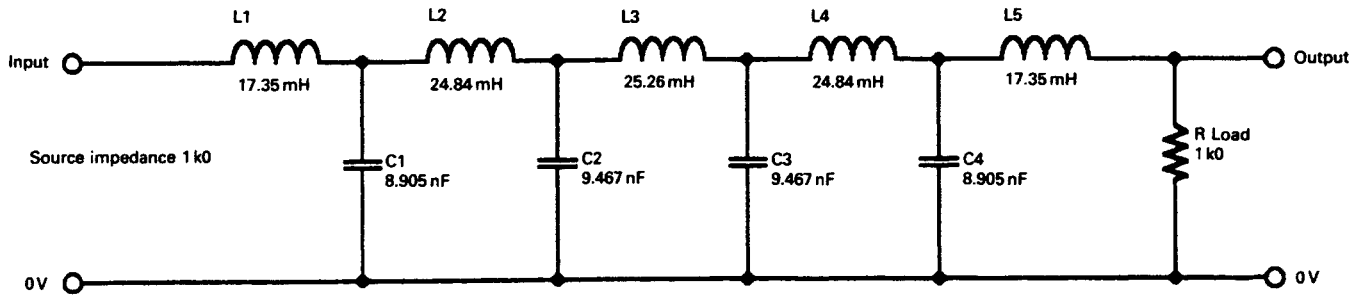 L1
L2
L3
L4
L5
Input
Output
17.35 mH
24.84 mH
25.26 mH
24.84 mH
17.35 mH
R Load
1 k0
Source impedance 1 k0
C1
8.905 nF
C2
9.467 nF
C3
9.467 nF
C4
8.905 nF
0 V
0 V